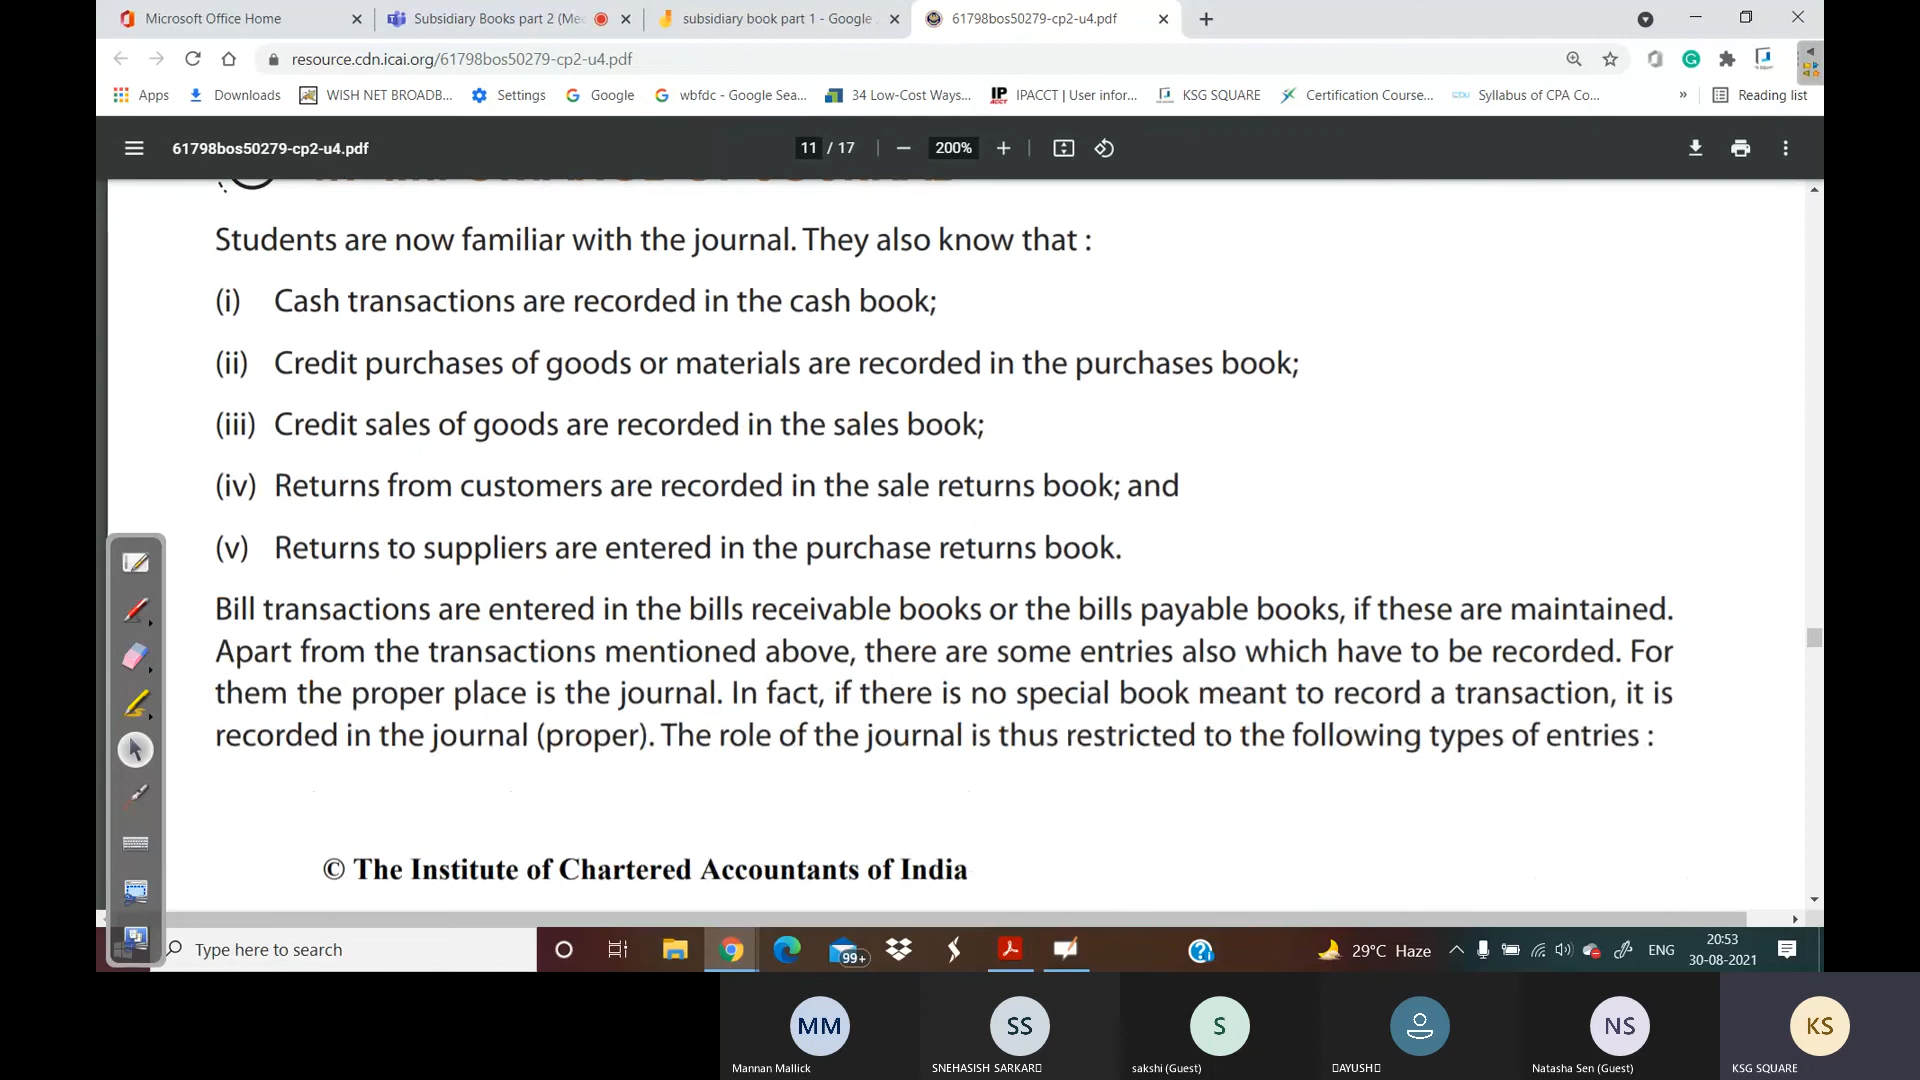 Microsoft Office Home
Subsidiary Books part 2 (Mee
subsidiary book part 1 - Google
61798bos50279-cp2-u4.pdf
resource.cdn.icai.org/61798bos50279-cp2-u4.pdf
Apps
Downloads
WISH NET BROADB...
Settings
Google
wbfdc - Google Sea...
34 Low-Cost Ways...
IPACCT | User infor...
KSG SQUARE
Certification Course...
Syllabus of CPA Co...
»
Reading list
61798bos50279-cp2-u4.pdf
11 / 17
200%
Students are now familiar with the journal. They also know that :
(i) Cash transactions are recorded in the cash book;
(ii) Credit purchases of goods or materials are recorded in the purchases book;
(iii) Credit sales of goods are recorded in the sales book;
(iv) Returns from customers are recorded in the sale returns book; and
(v) Returns to suppliers are entered in the purchase returns book.
Bill transactions are entered in the bills receivable books or the bills payable books, if these are maintained.
Apart from the transactions mentioned above, there are some entries also which have to be recorded. For
them the proper place is the journal. In fact, if there is no special book meant to record a transaction, it is
recorded in the journal (proper). The role of the journal is thus restricted to the following types of entries :
© The Institute of Chartered Accountants of India
Type here to search
99+
29°C Haze
ENG
20:53
30-08-2021
MM
SS
S
NS
KS
Mannan Mallick
SNEHASISH SARKAR
sakshi (Guest)
AYUSH
Natasha Sen (Guest)
KSG SQUARE